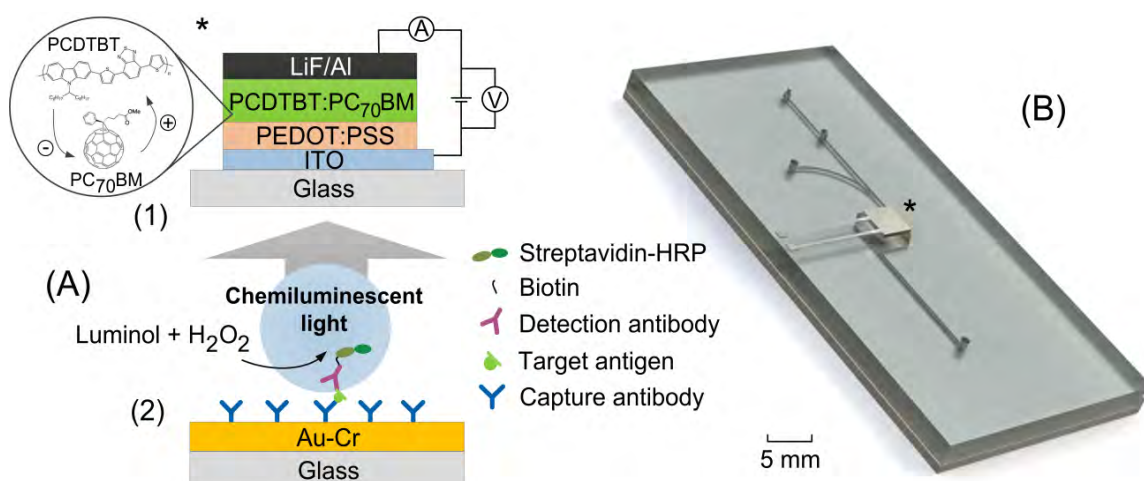 PCDTBT
*
A
LiF/Al
PCDTBT:PC70BM
V
PEDOT:PSS
ITO
Glass
OMe
n
+
−
PC70BM
(1)
(A)
Chemiluminescent
light
Luminol + H2O2
(2)
Au-Cr
Glass
Streptavidin-HRP
Biotin
Detection antibody
Target antigen
Capture antibody
(B)
*
5 mm